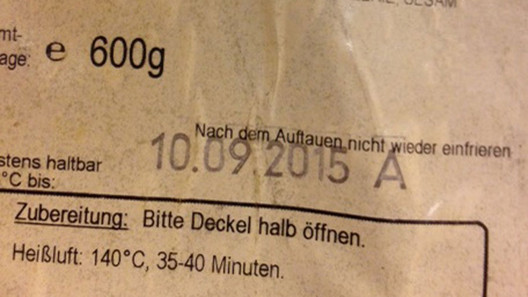 SESAM
mt-
age: ℮ 600g
Nach dem Auftauen nicht wieder einfrieren
stens haltbar 10.09.2015 A
°C bis:
Zubereitung: Bitte Deckel halb öffnen.
Heißluft: 140°C, 35-40 Minuten.